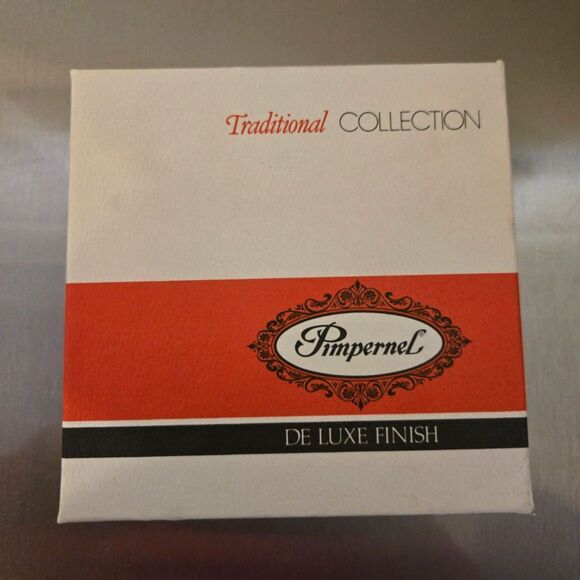 Traditional COLLECTION
Pimpernel
DE LUXE FINISH